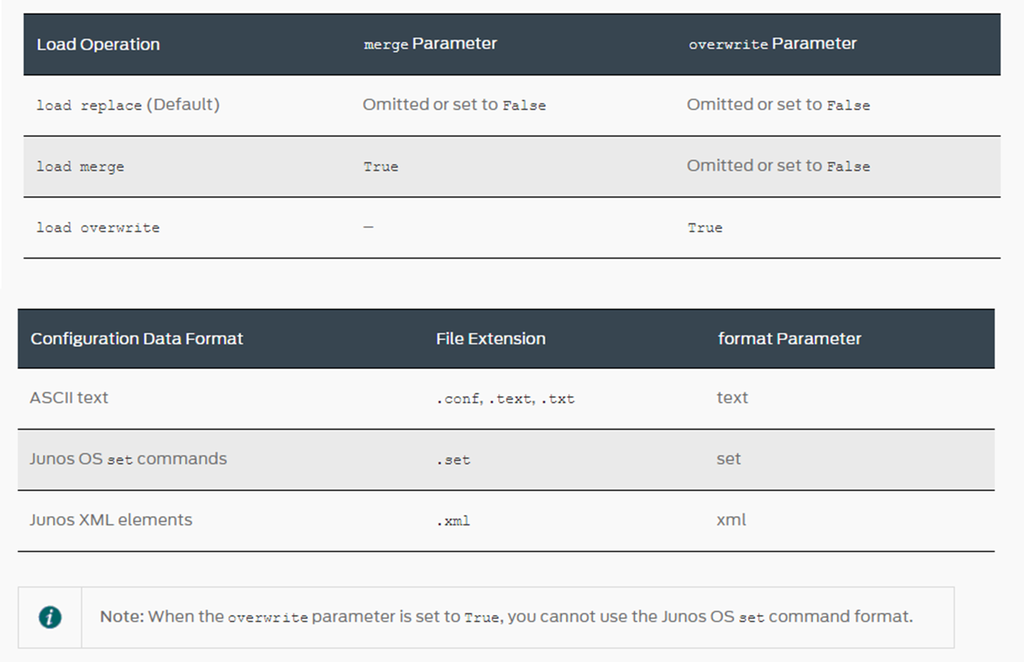 Load Operation merge Parameter overwrite Parameter
load replace (Default) Omitted or set to False Omitted or set to False
load merge True Omitted or set to False
load overwrite — True
Configuration Data Format File Extension format Parameter
ASCII text .conf, .text, .txt text
Junos OS set commands .set set
Junos XML elements .xml xml
i Note: When the overwrite parameter is set to True, you cannot use the Junos OS set command format.